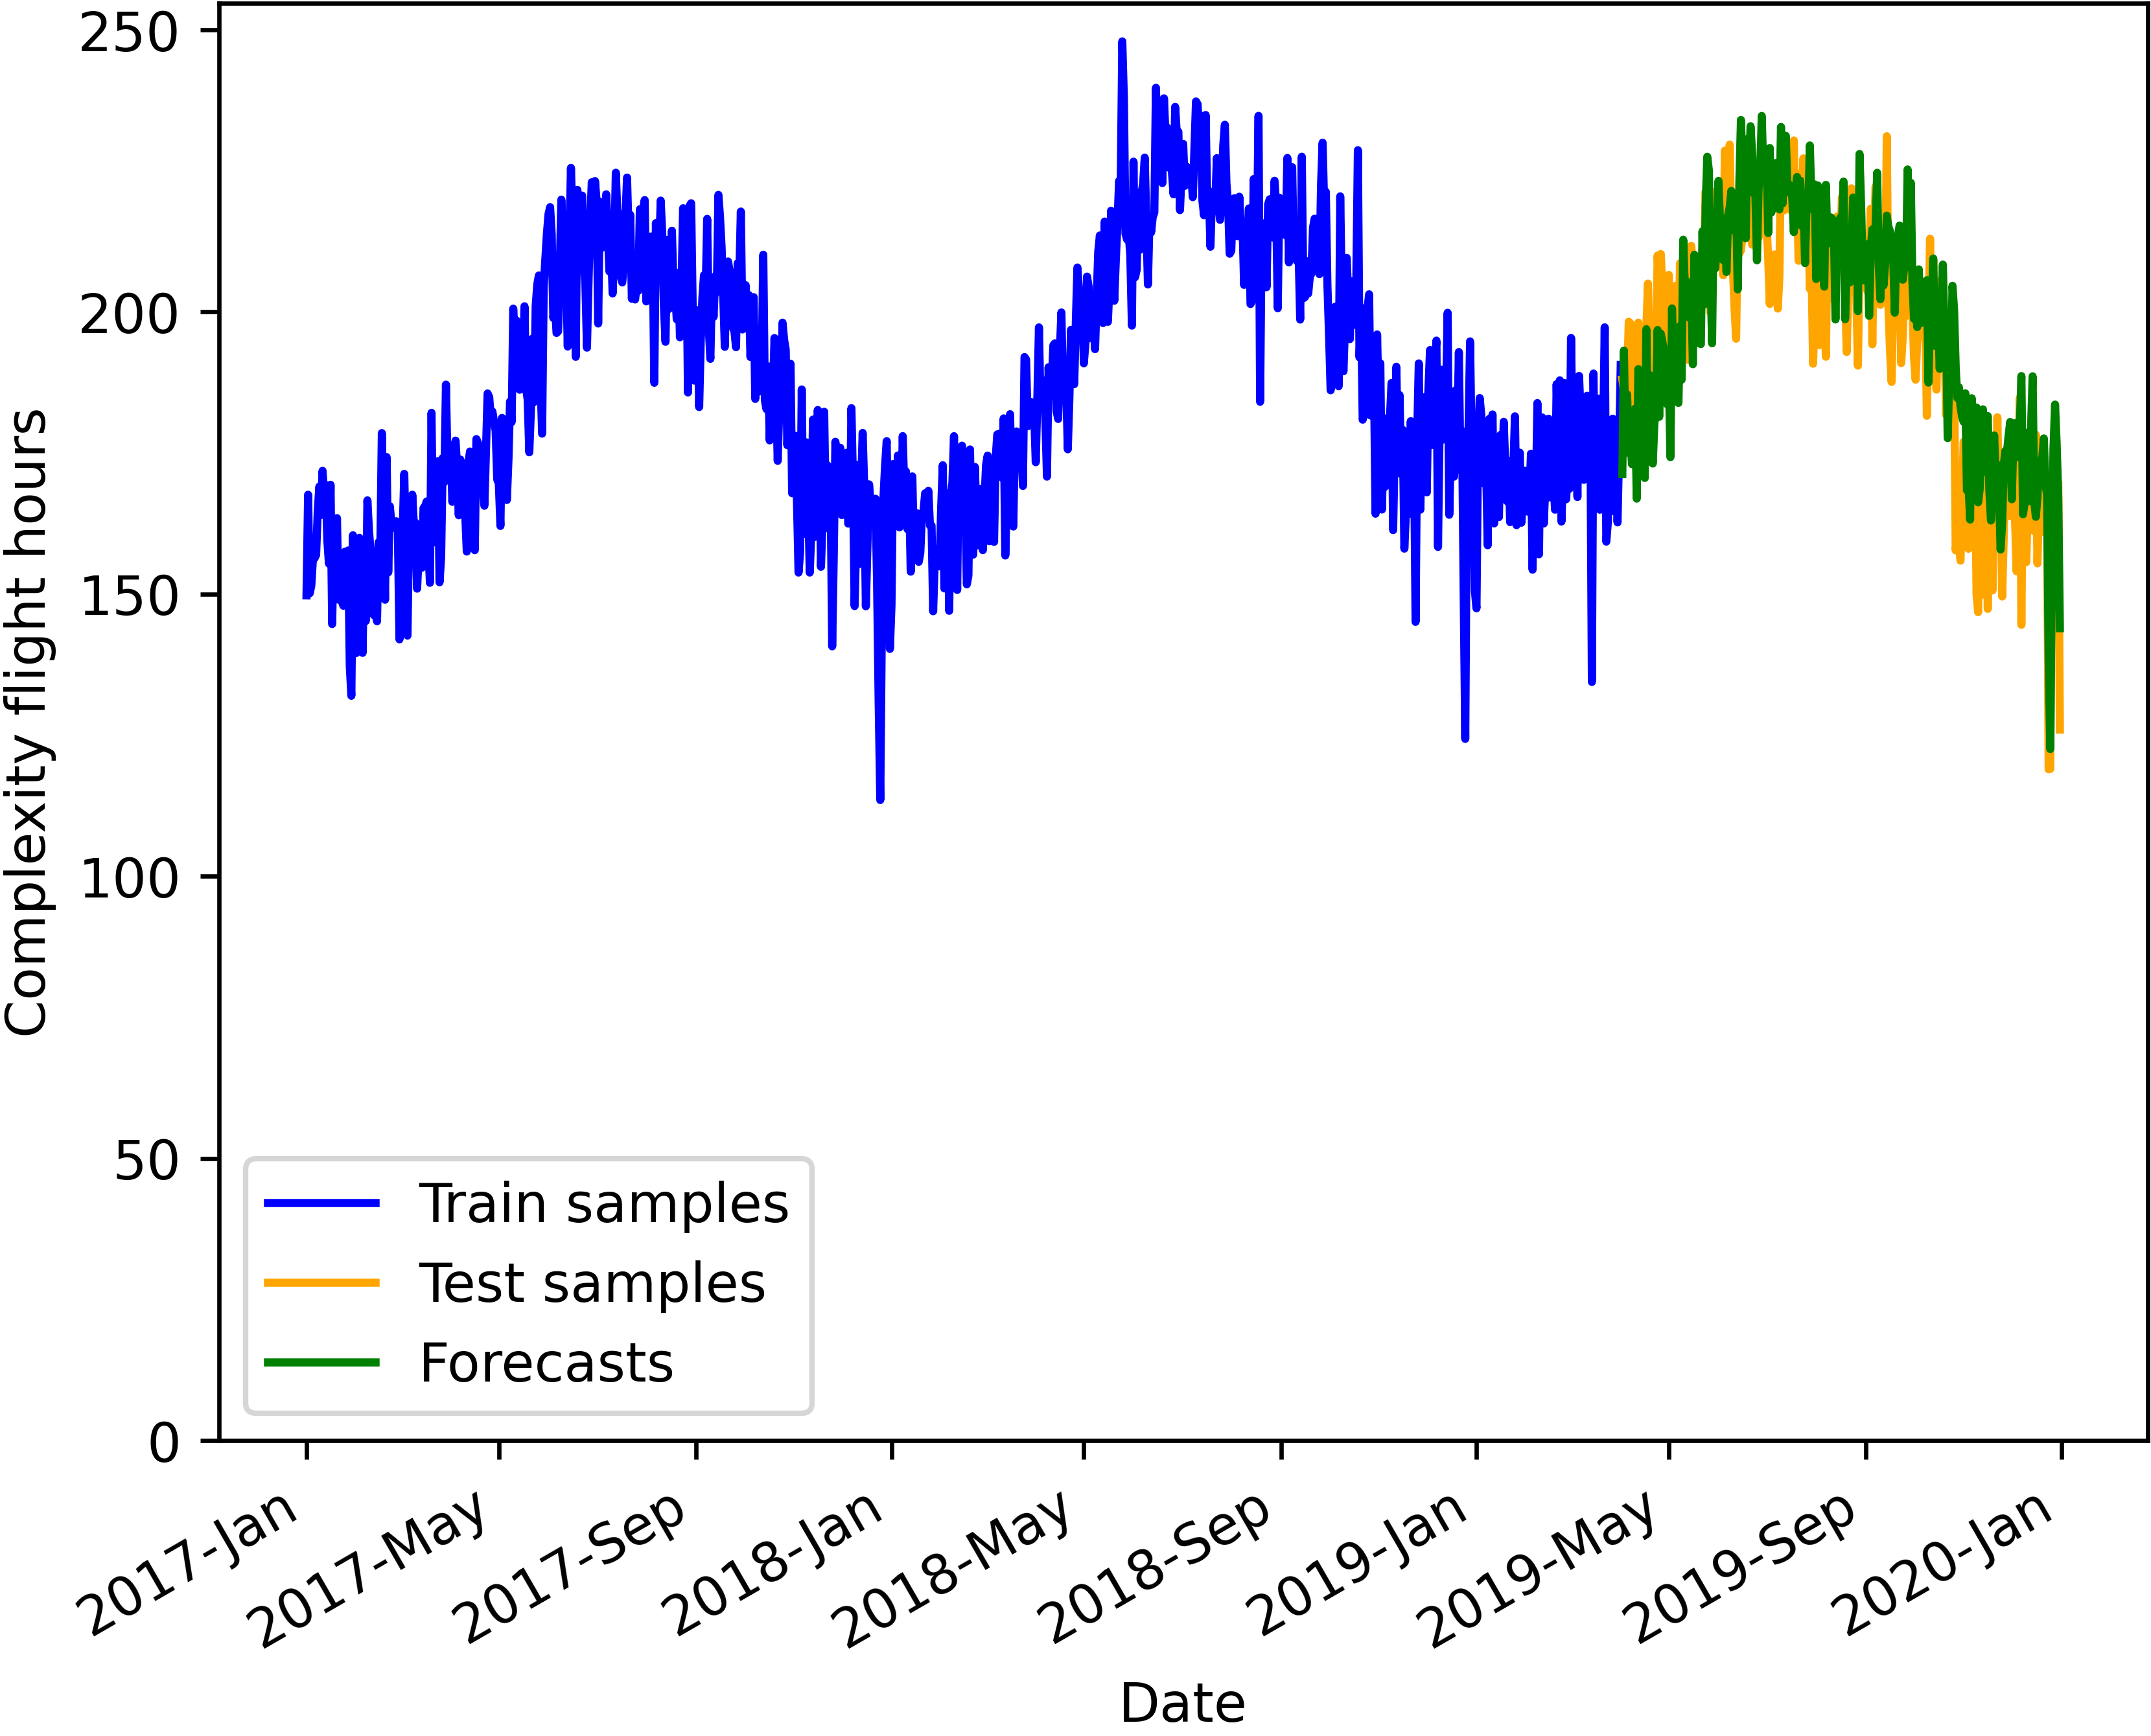 Complexity flight hours
250
200
150
100
50
0
Train samples
Test samples
Forecasts
2017-Jan
2017-May
2017-Sep
2018-Jan
2018-May
2018-Sep
2019-Jan
2019-May
2019-Sep
2020-Jan
Date